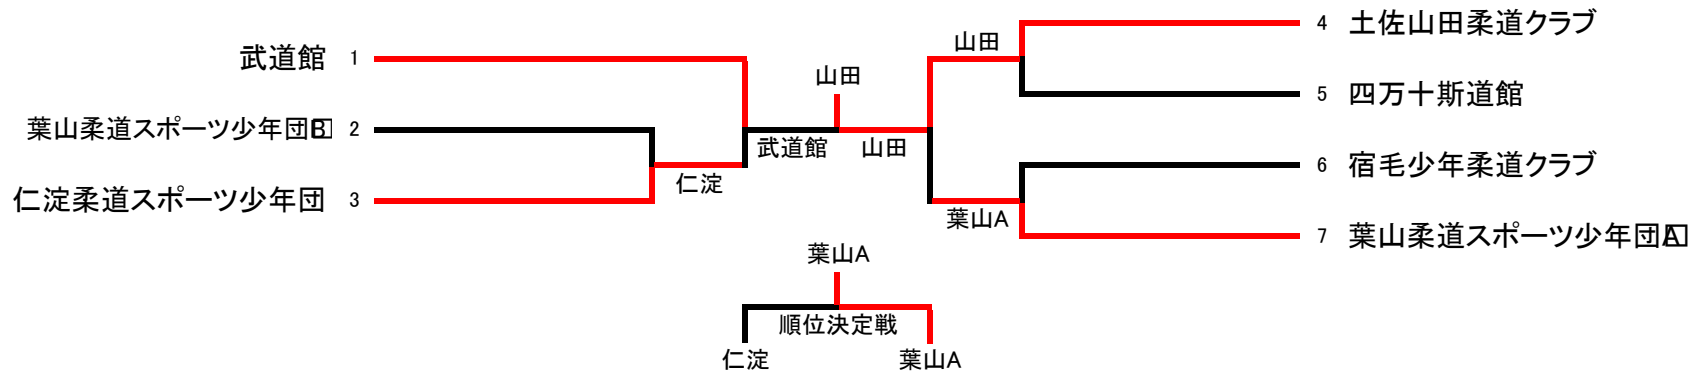 武道館 1
葉山柔道スポーツ少年団B 2
仁淀柔道スポーツ少年団 3
仁淀
武道館
山田
山田
山田
葉山A
4 土佐山田柔道クラブ
5 四万十斯道館
6 宿毛少年柔道クラブ
7 葉山柔道スポーツ少年団A
葉山A
順位決定戦
仁淀
葉山A